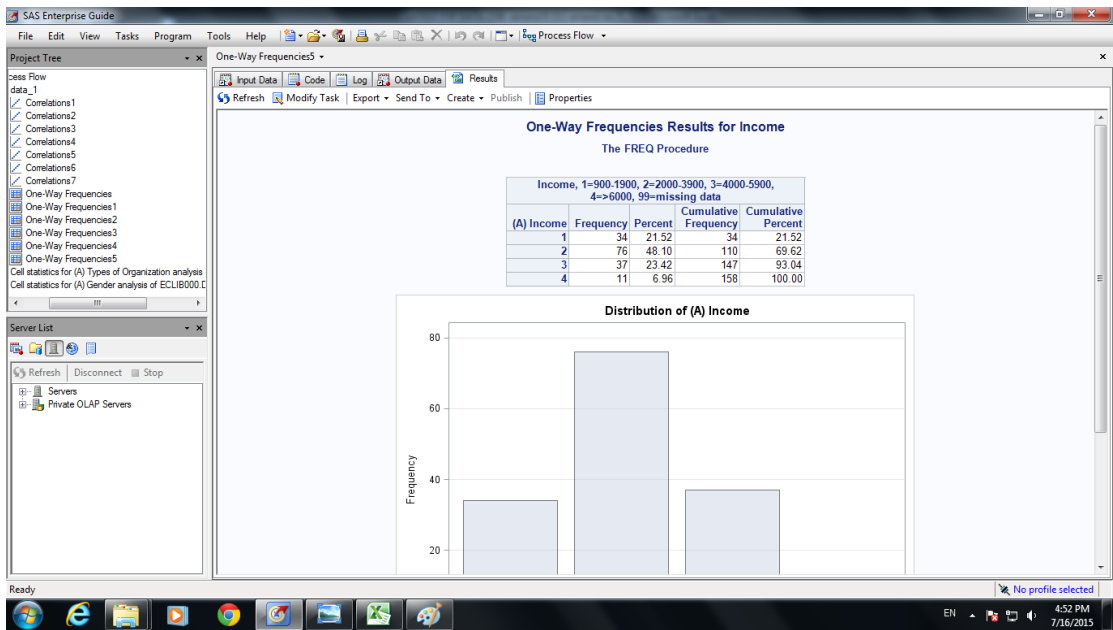 SAS Enterprise Guide
File Edit View Tasks Program Tools Help Process Flow
Project Tree
cess Flow
data_1
Correlations1
Correlations2
Correlations3
Correlations4
Correlations5
Correlations6
Correlations7
One-Way Frequencies
One-Way Frequencies1
One-Way Frequencies2
One-Way Frequencies3
One-Way Frequencies4
One-Way Frequencies5
Cell statistics for (A) Types of Organization analysis
Cell statistics for (A) Gender analysis of ECLIB000.D
Server List
Refresh Disconnect Stop
Servers
Private OLAP Servers
One-Way Frequencies5
Input Data Code Log Output Data Results
Refresh Modify Task Export Send To Create Publish Properties
One-Way Frequencies Results for Income
The FREQ Procedure
Income, 1=900-1900, 2=2000-3900, 3=4000-5900,
4=>6000, 99=missing data
(A) Income Frequency Percent Cumulative Frequency Cumulative Percent
1 34 21.52 34 21.52
2 76 48.10 110 69.62
3 37 23.42 147 93.04
4 11 6.96 158 100.00
Distribution of (A) Income
80
60
40
20
Frequency
Ready
No profile selected
EN
4:52 PM
7/16/2015